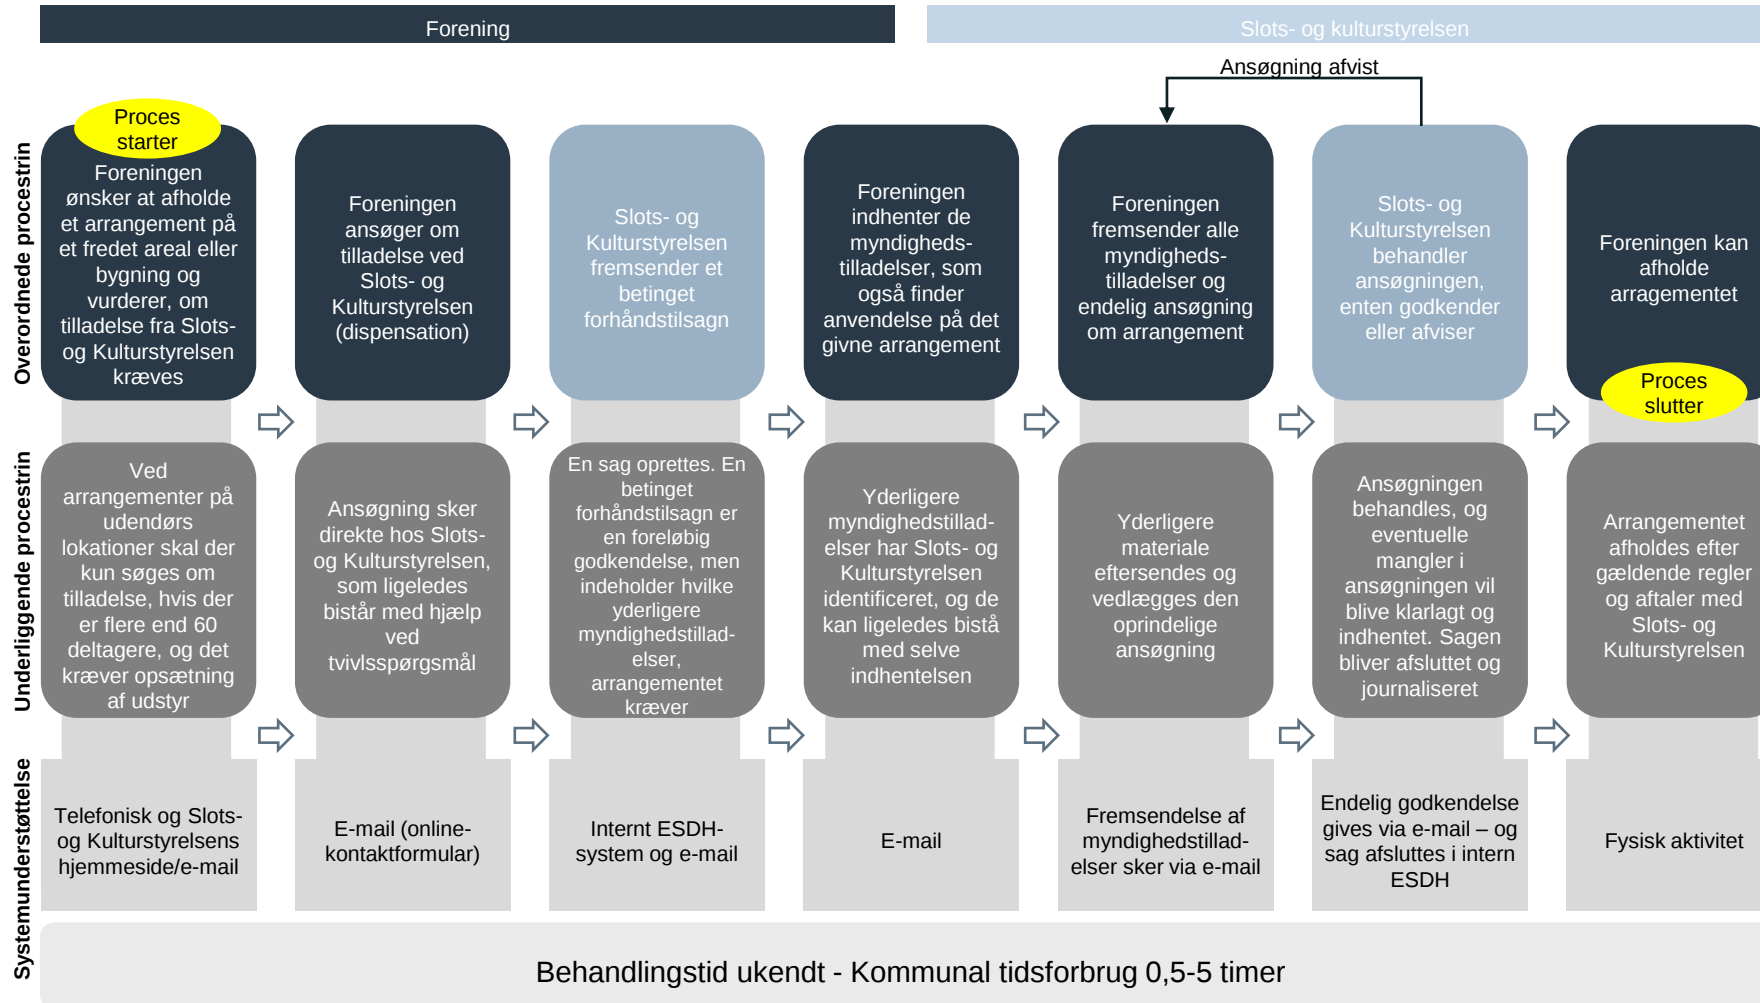 Forening
Slots- og kulturstyrelsen
Ansøgning afvist
Overordnede procestrin
Proces
starter
Foreningen
ønsker at afholde
et arrangement på
et fredet areal eller
bygning og
vurderer, om
tilladelse fra Slots-
og Kulturstyrelsen
kræves
Foreningen
ansøger om
tilladelse ved
Slots- og
Kulturstyrelsen
(dispensation)
Slots- og
Kulturstyrelsen
fremsender et
betinget
forhåndstilsagn
Foreningen
indhenter de
myndigheds-
tilladelser, som
også finder
anvendelse på det
givne arrangement
Foreningen
fremsender alle
myndigheds-
tilladelser og
endelig ansøgning
om arrangement
Slots- og
Kulturstyrelsen
behandler
ansøgningen,
enten godkender
eller afviser
Foreningen kan
afholde
arragementet
Proces
slutter
Underliggende procestrin
Ved
arrangementer på
udendørs
lokationer skal der
kun søges om
tilladelse, hvis der
er flere end 60
deltagere, og det
kræver opsætning
af udstyr
Ansøgning sker
direkte hos Slots-
og Kulturstyrelsen,
som ligeledes
bistår med hjælp
ved
tvivlsspørgsmål
En sag oprettes. En
betinget
forhåndstilsagn er
en foreløbig
godkendelse, men
indeholder hvilke
yderligere
myndighedstillad-
elser,
arrangementet
kræver
Yderligere
myndighedstillad-
elser har Slots- og
Kulturstyrelsen
identificeret, og de
kan ligeledes bistå
med selve
indhentelsen
Yderligere
materiale
eftersendes og
vedlægges den
oprindelige
ansøgning
Ansøgningen
behandles, og
eventuelle
mangler i
ansøgningen vil
blive klarlagt og
indhentet. Sagen
bliver afsluttet og
journaliseret
Arrangementet
afholdes efter
gældende regler
og aftaler med
Slots- og
Kulturstyrelsen
Systemunderstøttelse
Telefonisk og Slots-
og Kulturstyrelsens
hjemmeside/e-mail
E-mail (online-
kontaktformular)
Internt ESDH-
system og e-mail
E-mail
Fremsendelse af
myndighedstillad-
elser sker via e-mail
Endelig godkendelse
gives via e-mail – og
sag afsluttes i intern
ESDH
Fysisk aktivitet
Behandlingstid ukendt - Kommunal tidsforbrug 0,5-5 timer